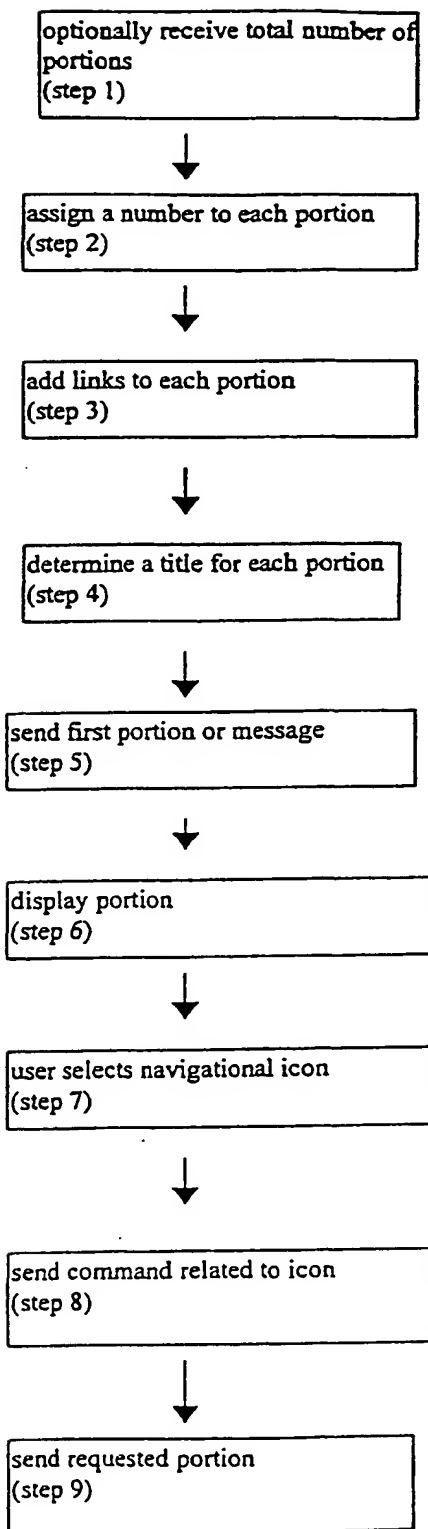 optionally receive total number of
portions
(step 1)
assign a number to each portion
(step 2)
add links to each portion
(step 3)
determine a title for each portion
(step 4)
send first portion or message
(step 5)
display portion
(step 6)
user selects navigational icon
(step 7)
send command related to icon
(step 8)
send requested portion
(step 9)